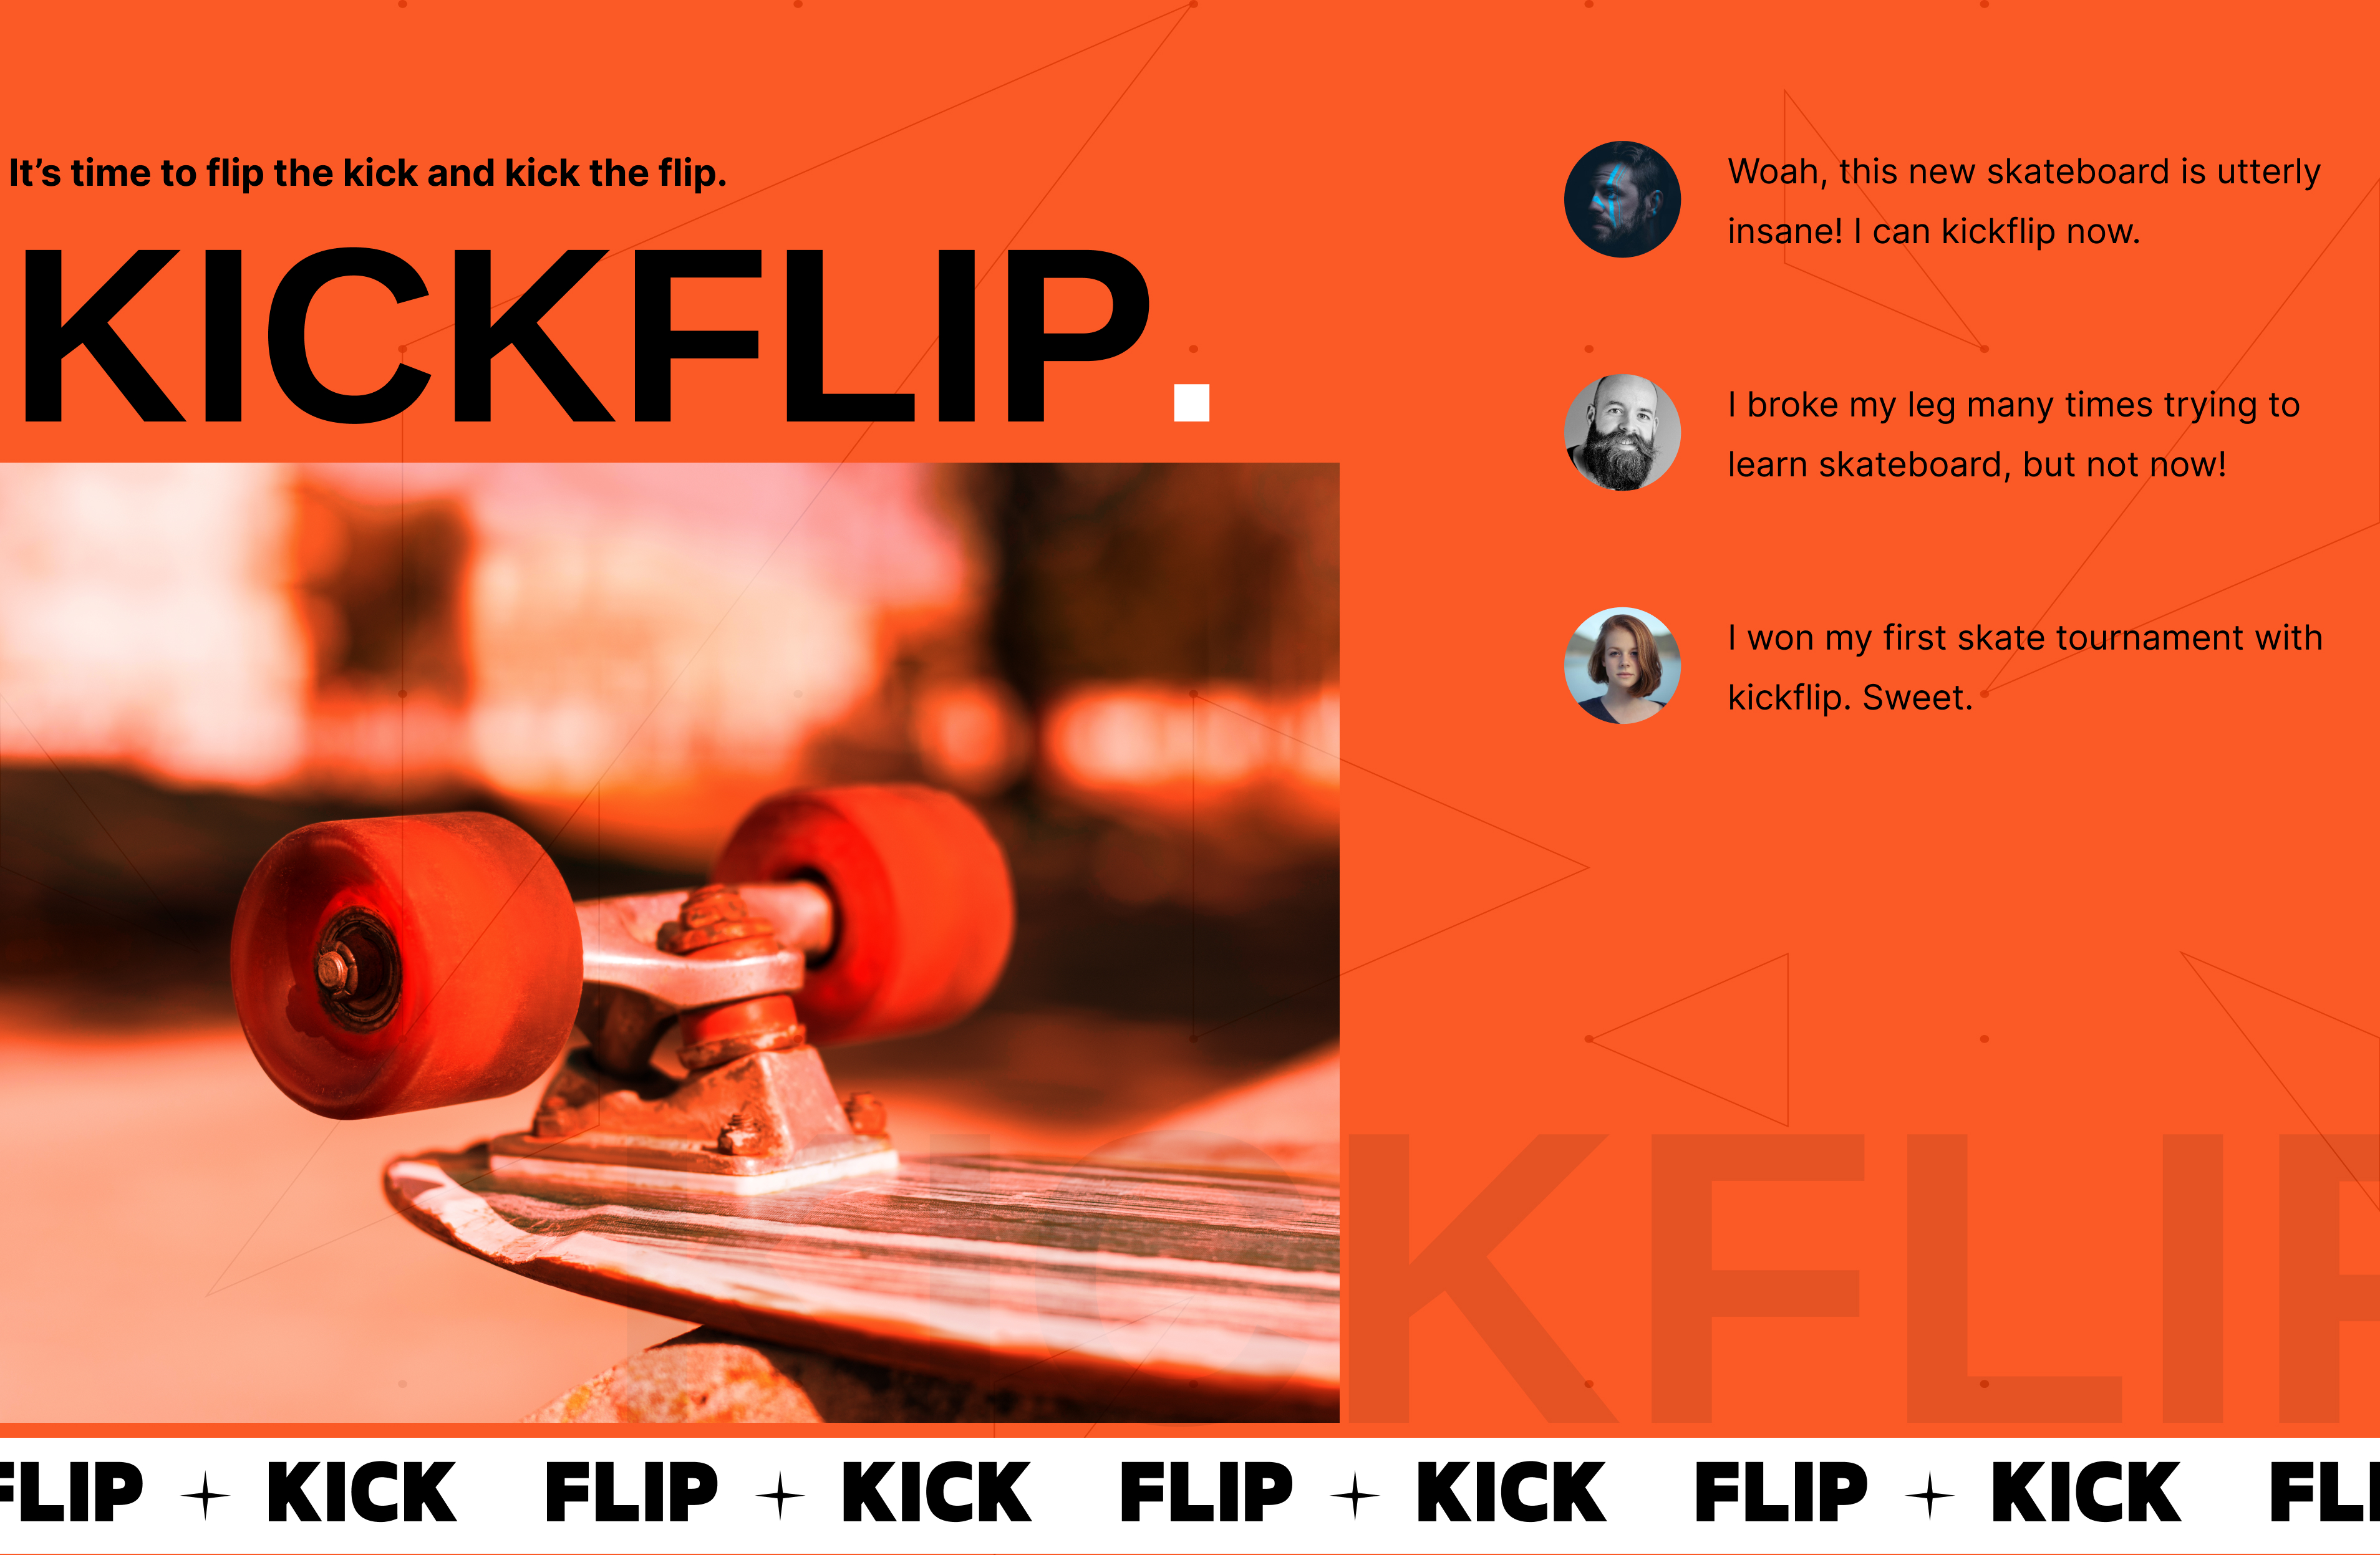 It’s time to flip the kick and kick the flip.
KICKFLIP.
Woah, this new skateboard is utterly
insane! I can kickflip now.
I broke my leg many times trying to
learn skateboard, but not now!
I won my first skate tournament with
kickflip. Sweet.
KICKFLIP
FLIP KICK FLIP KICK FLIP KICK FLIP KICK FLI